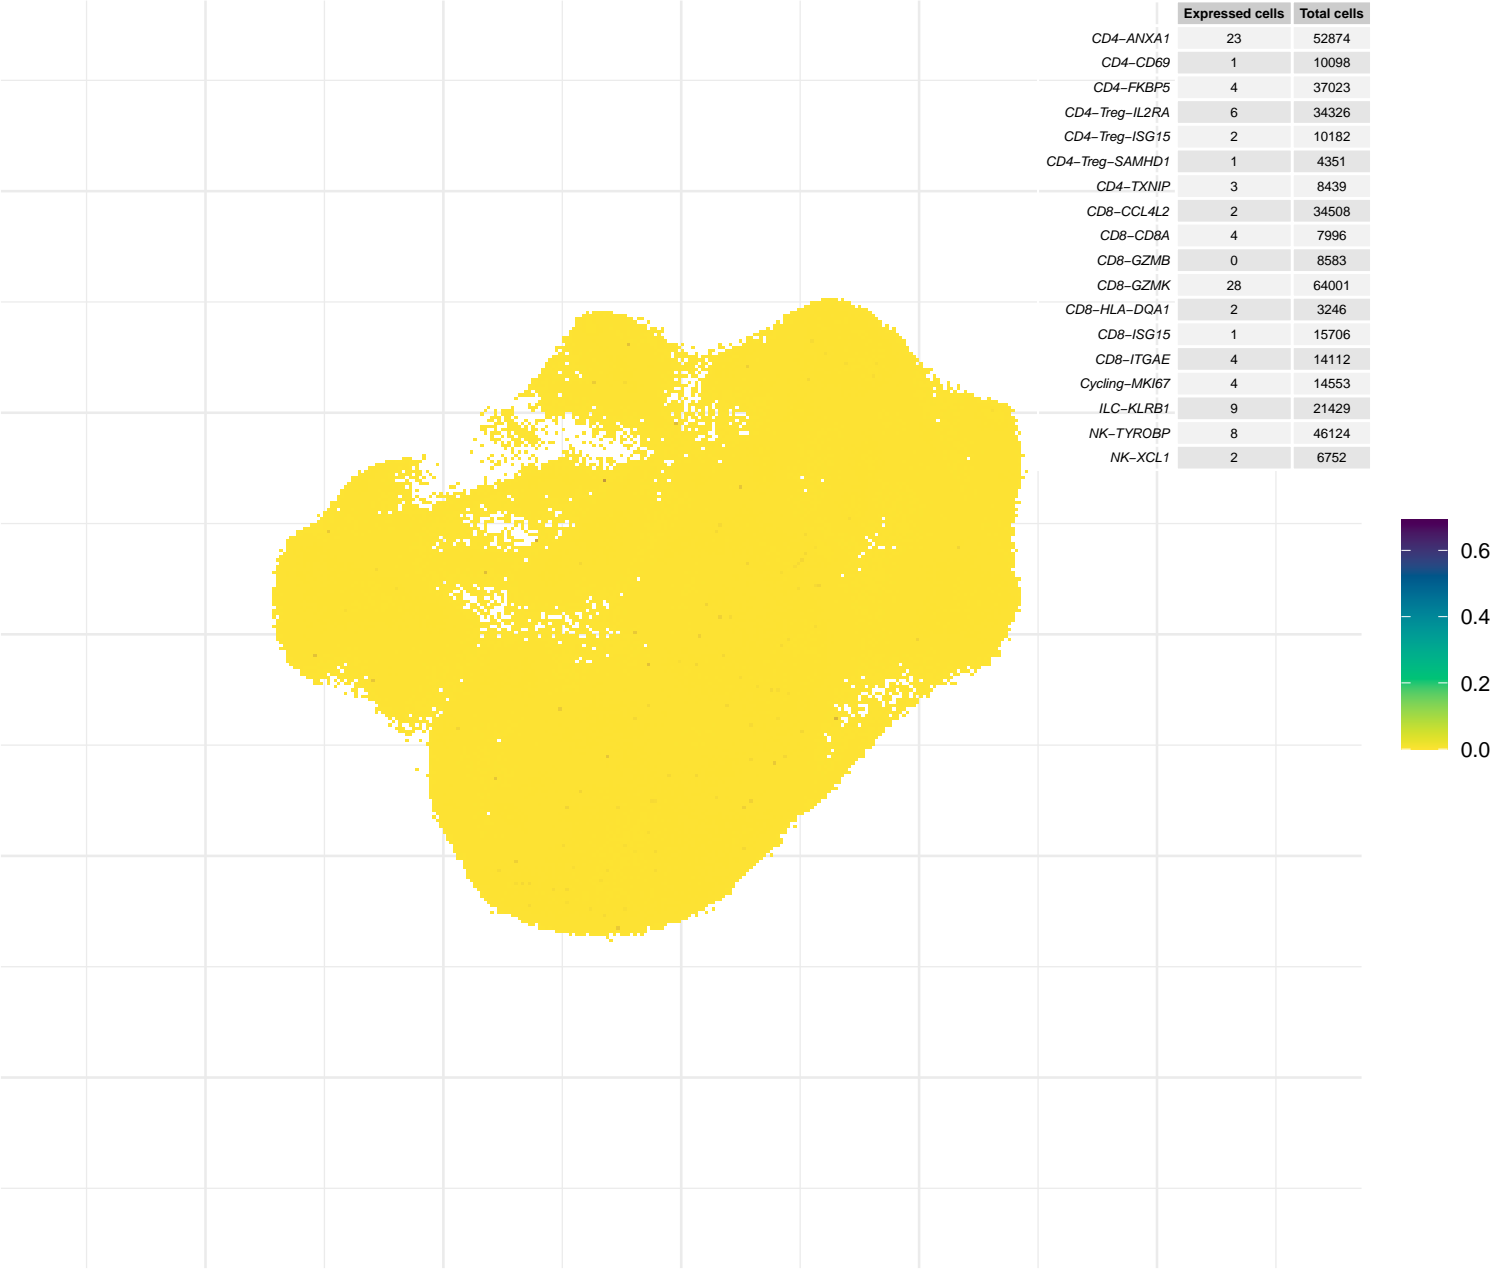 Expressed cells Total cells
CD4−ANXA1 23 52874
CD4−CD69 1 10098
CD4−FKBP5 4 37023
CD4−Treg−IL2RA 6 34326
CD4−Treg−ISG15 2 10182
CD4−Treg−SAMHD1 1 4351
CD4−TXNIP 3 8439
CD8−CCL4L2 2 34508
CD8−CD8A 4 7996
CD8−GZMB 0 8583
CD8−GZMK 28 64001
CD8−HLA−DQA1 2 3246
CD8−ISG15 1 15706
CD8−ITGAE 4 14112
Cycling−MKI67 4 14553
ILC−KLRB1 9 21429
NK−TYROBP 8 46124
NK−XCL1 2 6752
0.6
0.4
0.2
0.0